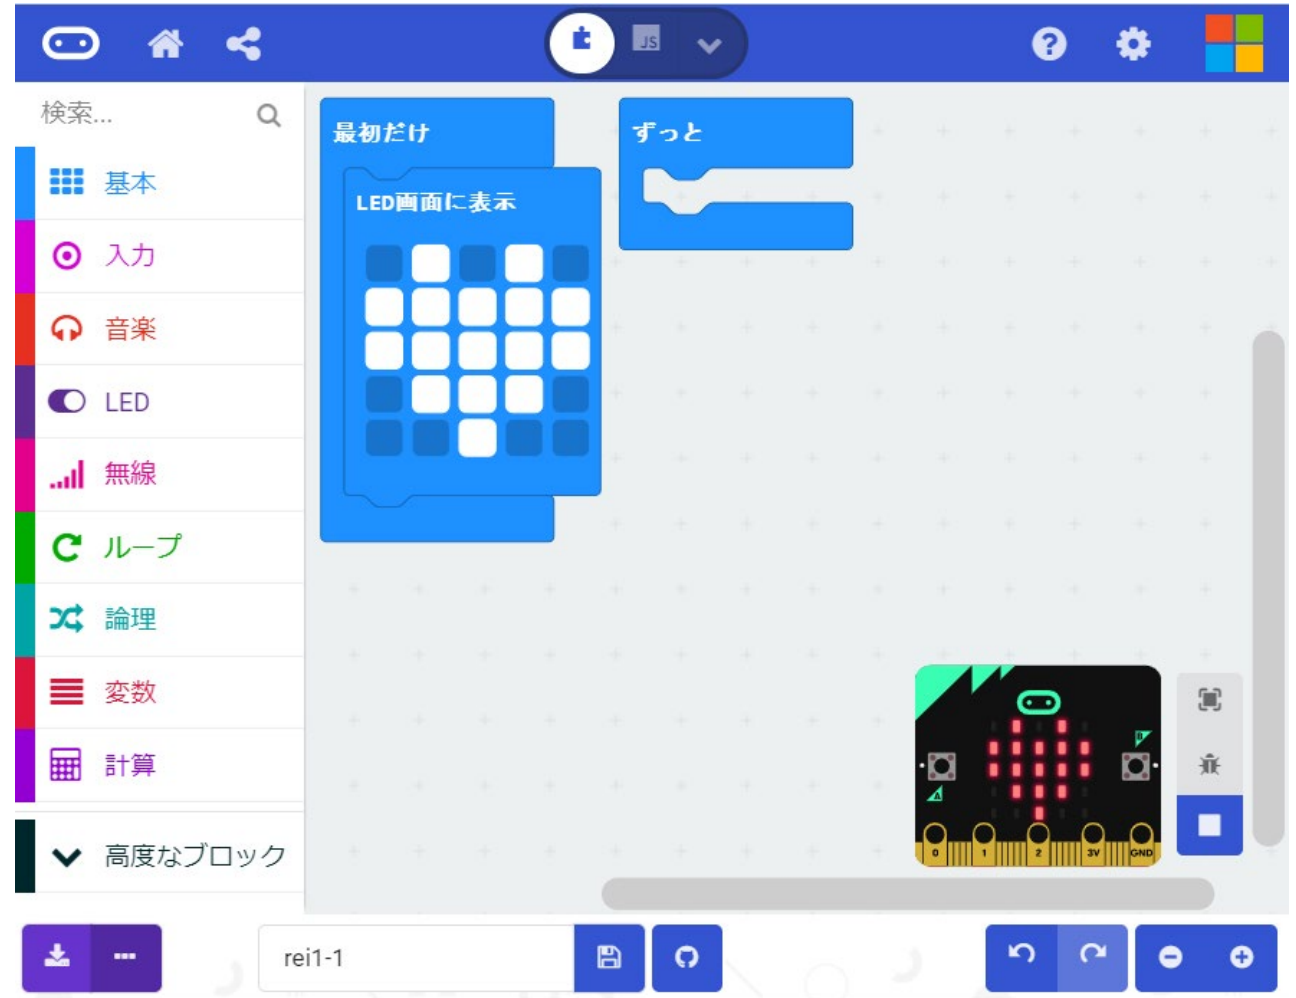 JS
検索...
基本
入力
音楽
LED
無線
ループ
論理
変数
計算
高度なブロック
最初だけ
LED画面に表示
ずっと
B
A
0 1 2 3V GND
rei1-1